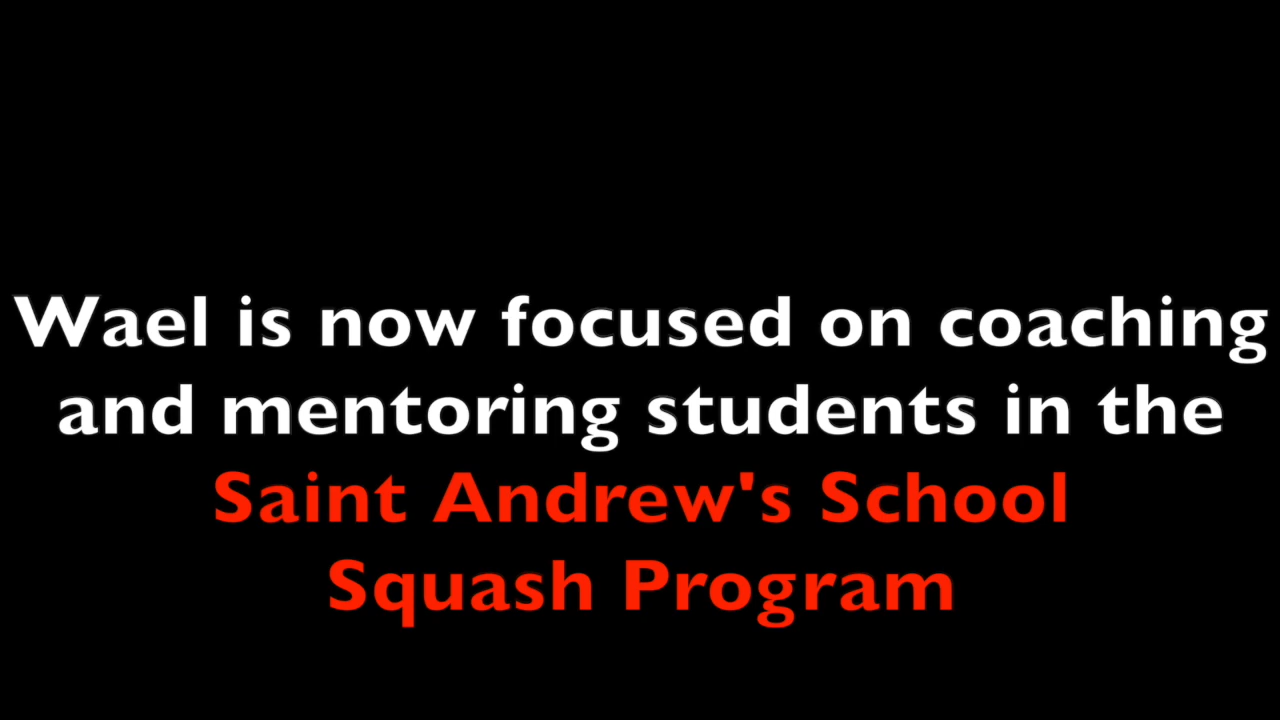 Wael is now focused on coaching
and mentoring students in the
Saint Andrew's School
Squash Program